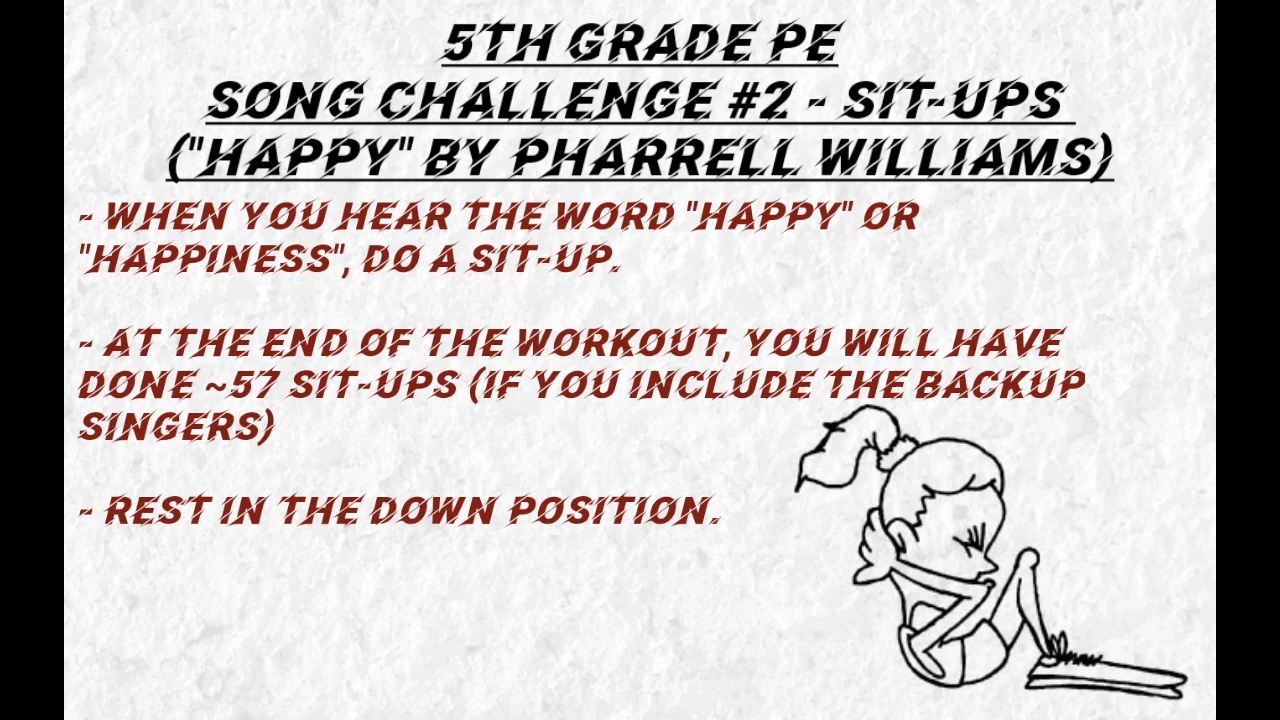 5TH GRADE PE
SONG CHALLENGE #2 - SIT-UPS
("HAPPY" BY PHARRELL WILLIAMS)
- WHEN YOU HEAR THE WORD "HAPPY" OR
"HAPPINESS", DO A SIT-UP.
- AT THE END OF THE WORKOUT, YOU WILL HAVE
DONE ~57 SIT-UPS (IF YOU INCLUDE THE BACKUP
SINGERS)
- REST IN THE DOWN POSITION.